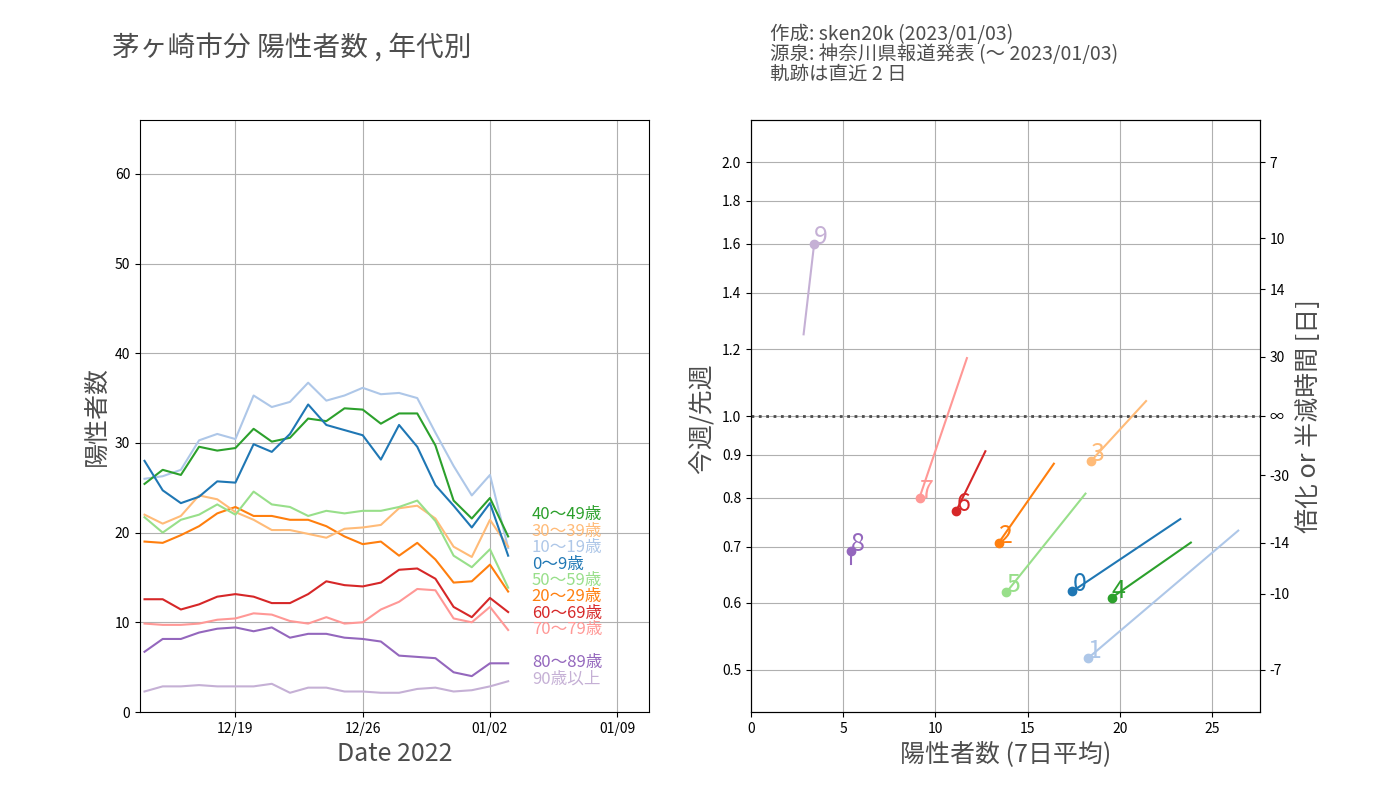 茅ヶ崎市分 陽性者数 , 年代別
作成: sken20k (2023/01/03)
源泉: 神奈川県報道発表 (〜 2023/01/03)
軌跡は直近 2 日
陽性者数
60
50
40
30
20
10
0
12/19
12/26
01/02
01/09
Date 2022
40〜49歳
30〜39歳
10〜19歳
0〜9歳
50〜59歳
20〜29歳
60〜69歳
70〜79歳
80〜89歳
90歳以上
今週/先週
2.0
1.8
1.6
1.4
1.2
1.0
0.9
0.8
0.7
0.6
0.5
9
3
7
6
2
8
5
0
4
1
0
5
10
15
20
25
陽性者数 (7日平均)
7
10
14
30
∞
-30
-14
-10
-7
倍化 or 半減時間 [日]